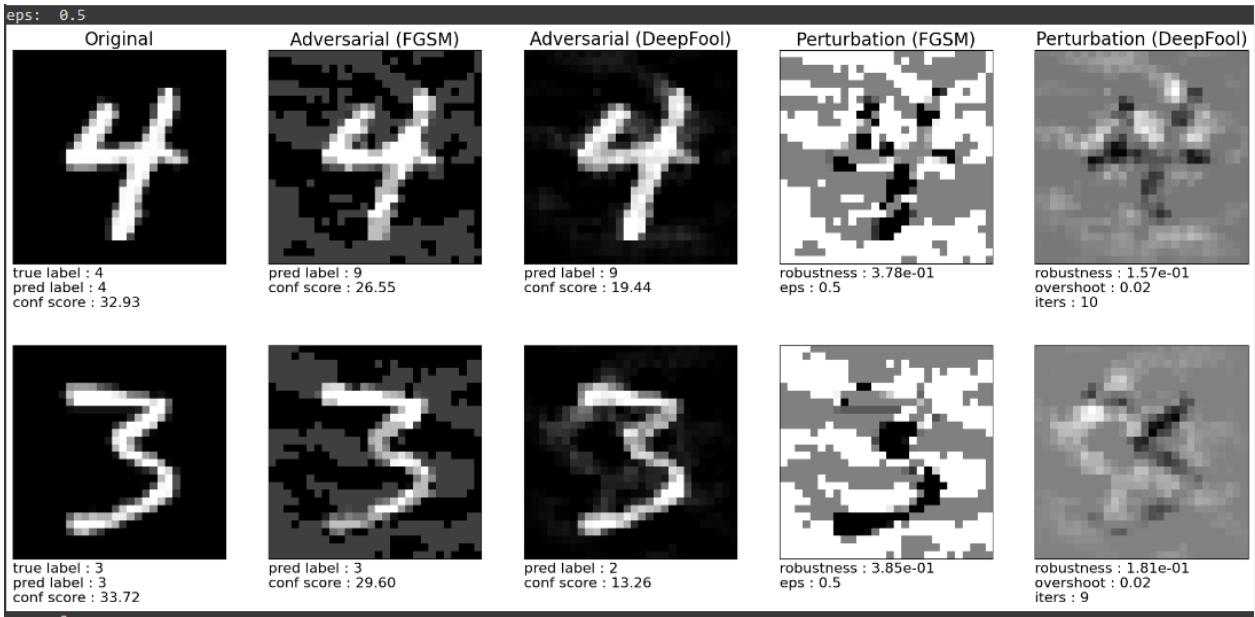 eps:  0.5
Original
Adversarial (FGSM)
Adversarial (DeepFool)
Perturbation (FGSM)
Perturbation (DeepFool)
true label : 4
pred label : 4
conf score : 32.93
pred label : 9
conf score : 26.55
pred label : 9
conf score : 19.44
robustness : 3.78e-01
eps : 0.5
robustness : 1.57e-01
overshoot : 0.02
iters : 10
true label : 3
pred label : 3
conf score : 33.72
pred label : 3
conf score : 29.60
pred label : 2
conf score : 13.26
robustness : 3.85e-01
eps : 0.5
robustness : 1.81e-01
overshoot : 0.02
iters : 9